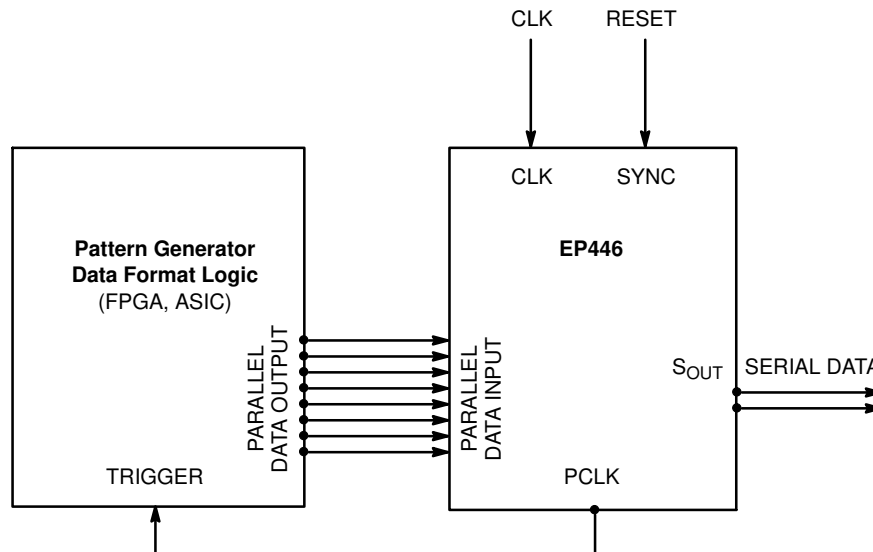 CLK RESET
CLK SYNC
Pattern Generator
Data Format Logic
(FPGA, ASIC)
EP446
PARALLEL
DATA OUTPUT
PARALLEL
DATA INPUT
SOUT SERIAL DATA
TRIGGER
PCLK